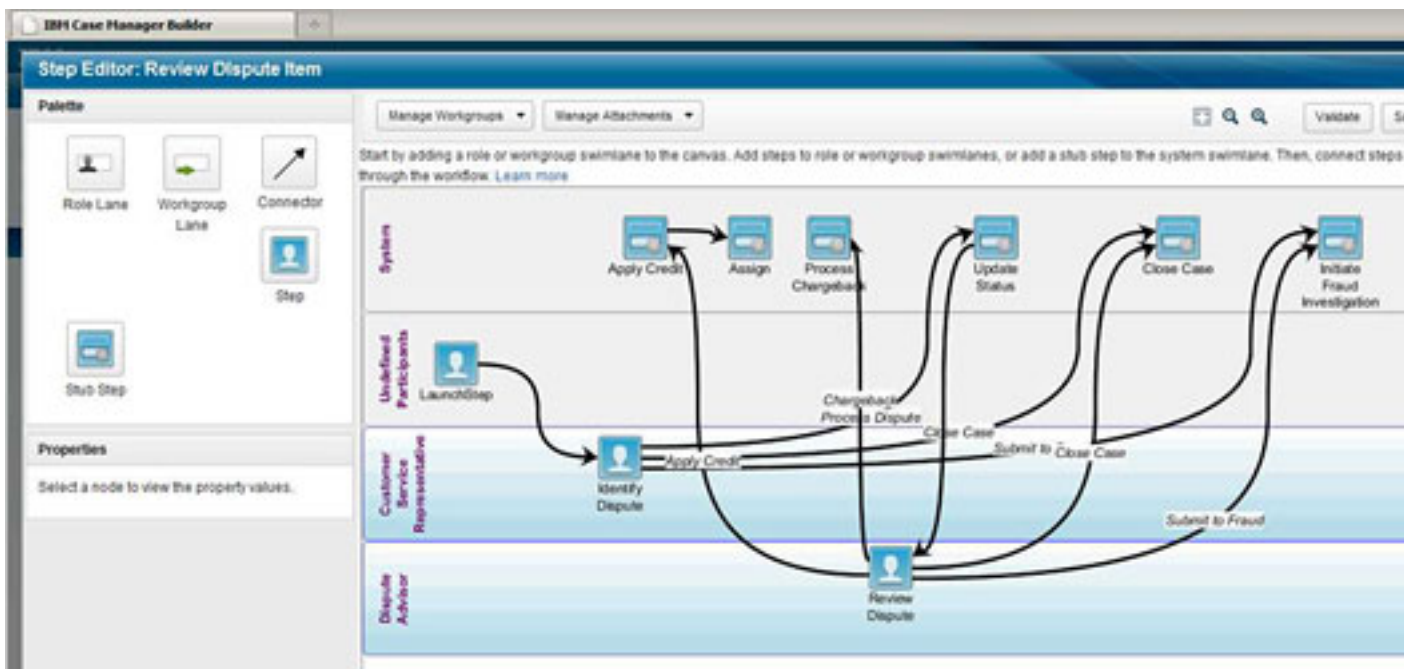 IBM Case Manager Builder
Step Editor: Review Dispute Item
Palette
Role Lane
Workgroup
Lane
Connector
Step
Stub Step
Properties
Select a node to view the property values.
Manage Workgroups
Manage Attachments
Validate
Start by adding a role or workgroup swimlane to the canvas. Add steps to role or workgroup swimlanes, or add a stub step to the system swimlane. Then, connect steps
through the workflow. Learn more
System
Apply Credit
Assign
Process
Chargeback
Update
Status
Close Case
Initiate
Fraud
Investigation
Undefined
Participants
LaunchStep
Chargeback
Process Dispute
Close Case
Submit to
Close Case
Apply Credit
Customer
Service
Representative
Identify
Dispute
Submit to Fraud
Dispute
Advisor
Review
Dispute